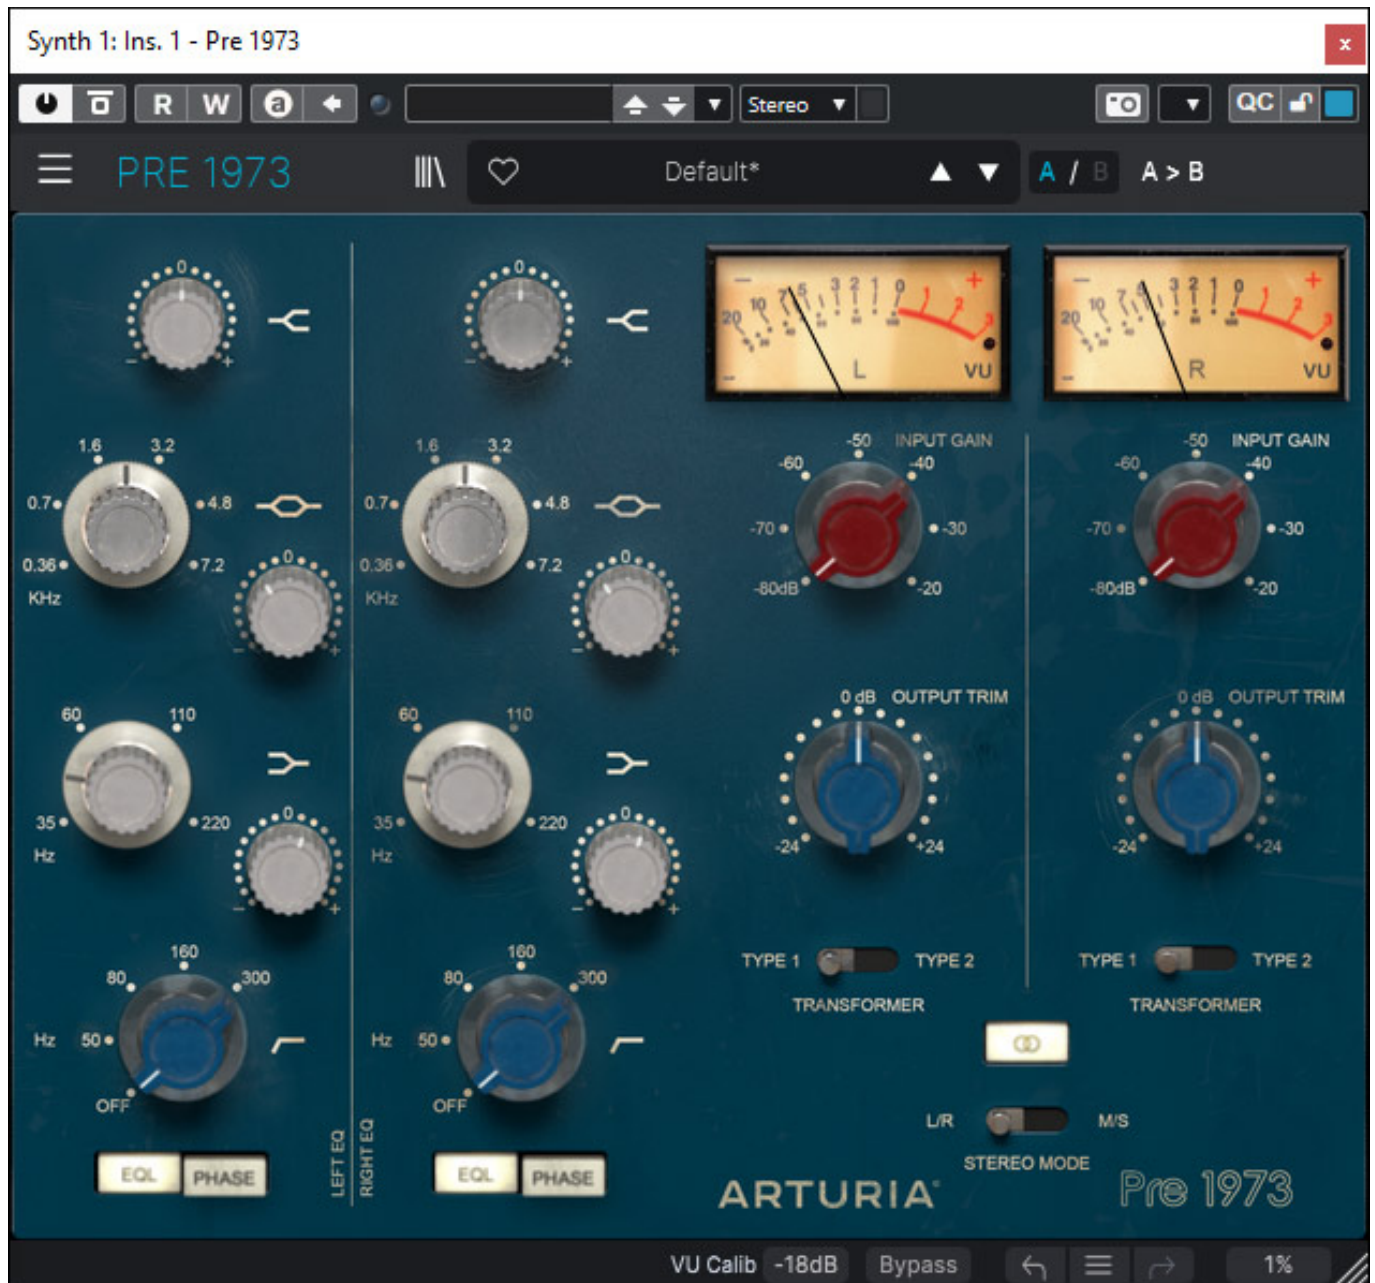 Synth 1: Ins. 1 - Pre 1973
x
R W a Stereo QC
PRE 1973 Default* A / B A > B
0 0
- + - +
- 20 10 7 5 3 2 1 0 1 2 3 +
- L VU
- 20 10 7 5 3 2 1 0 1 2 3 +
- R VU
1.6 3.2 1.6 3.2
0.7 4.8 0.7 4.8
0.36 7.2 0.36 7.2
KHz KHz
0 0
- + - +
-50 INPUT GAIN -50 INPUT GAIN
-60 -40 -60 -40
-70 -30 -70 -30
-80dB -20 -80dB -20
60 110 60 110
35 220 35 220
Hz Hz
0 0
- + - +
0 dB OUTPUT TRIM 0 dB OUTPUT TRIM
-24 +24 -24 +24
160 160
80 300 80 300
Hz 50 Hz 50
OFF OFF
TYPE 1 TYPE 2 TYPE 1 TYPE 2
TRANSFORMER TRANSFORMER
L/R M/S
STEREO MODE
EQL PHASE EQL PHASE
LEFT EQ
RIGHT EQ
ARTURIA Pre 1973
VU Calib -18dB Bypass 1%